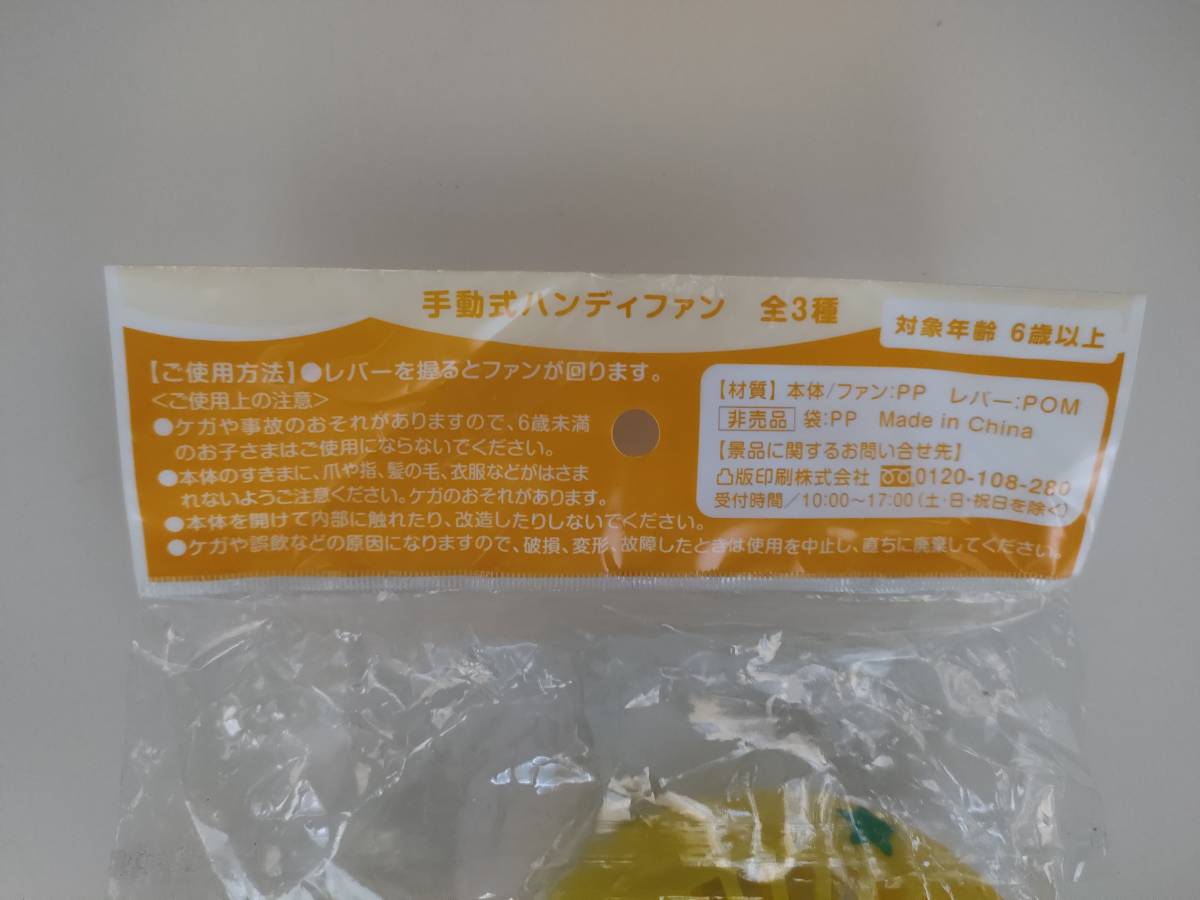 手動式ハンディファン 全3種
対象年齢 6歳以上
【ご使用方法】●レバーを握るとファンが回ります。
<ご使用上の注意>
●ケガや事故のおそれがありますので、6歳未満
のお子さまはご使用にならないでください。
●本体のすきまに、爪や指、髪の毛、衣服などがはさま
れないようご注意ください。ケガのおそれがあります。
●本体を開けて内部に触れたり、改造したりしないでください。
●ケガや誤飲などの原因になりますので、破損、変形、故障したときは使用を中止し、直ちに廃棄してください。
【材質】本体/ファン:PP レバー:POM
非売品 袋:PP Made in China
【景品に関するお問い合せ先】
凸版印刷株式会社 0120-108-280
受付時間/10:00〜17:00(土・日・祝日を除く)